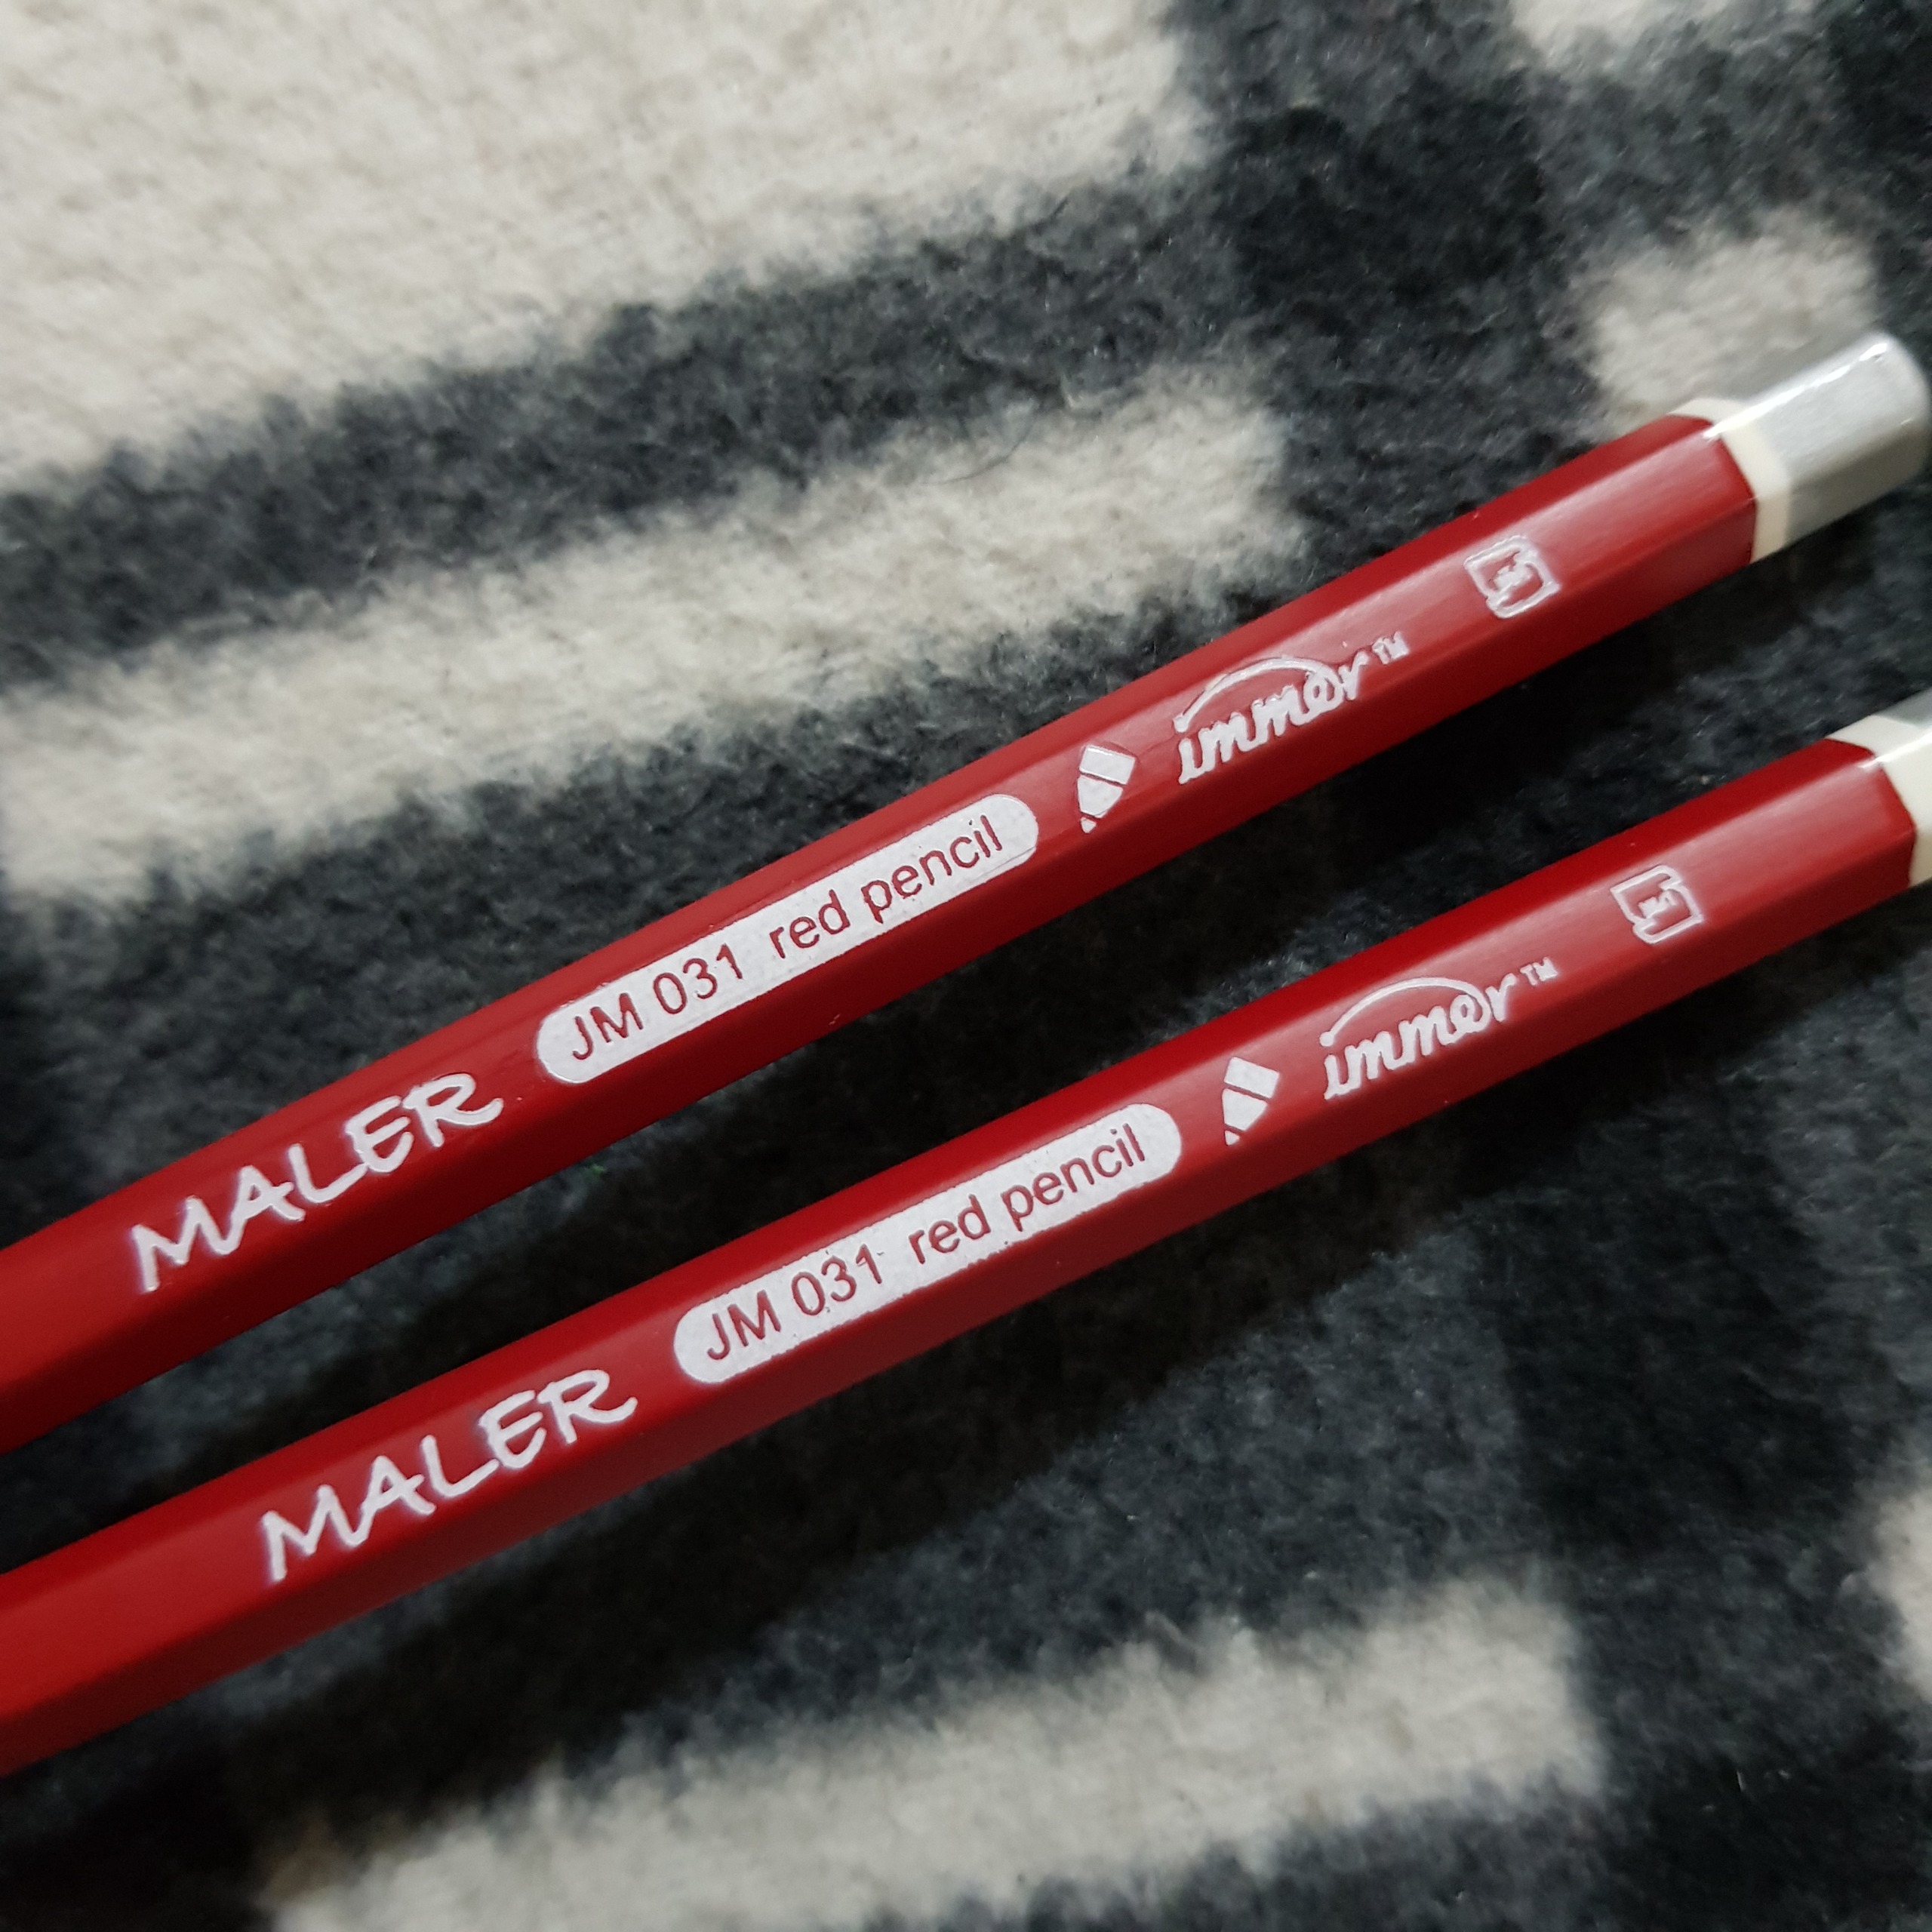 MALER JM 031 red pencil immer™
MALER JM 031 red pencil immer™